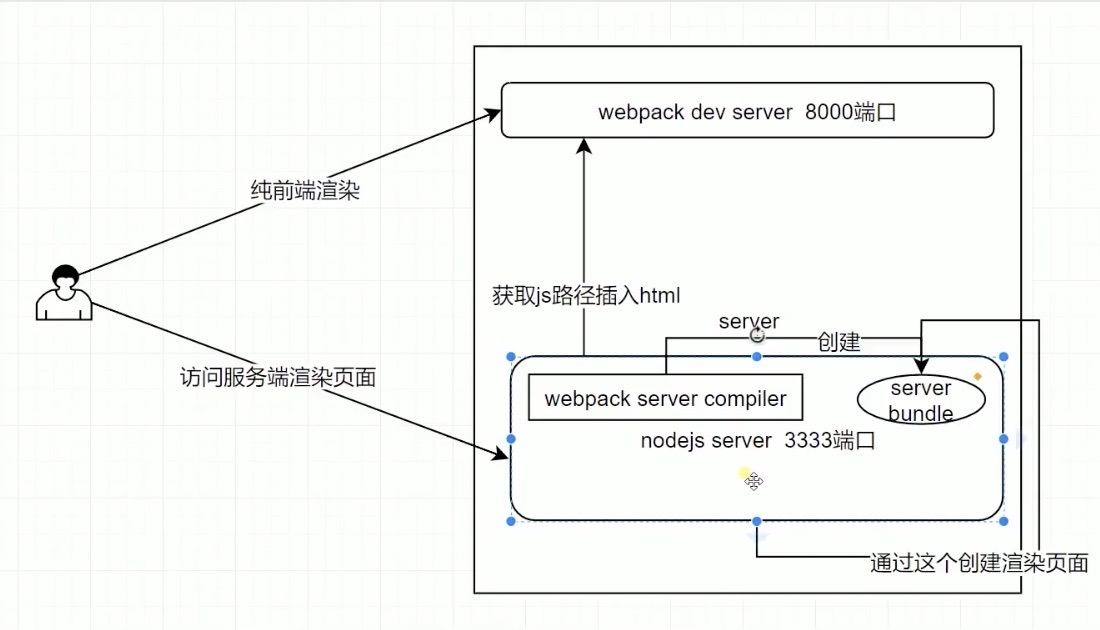 webpack dev server 8000端口
纯前端渲染
获取js路径插入html
server
创建
访问服务端渲染页面
webpack server compiler
server
bundle
nodejs server 3333端口
通过这个创建渲染页面